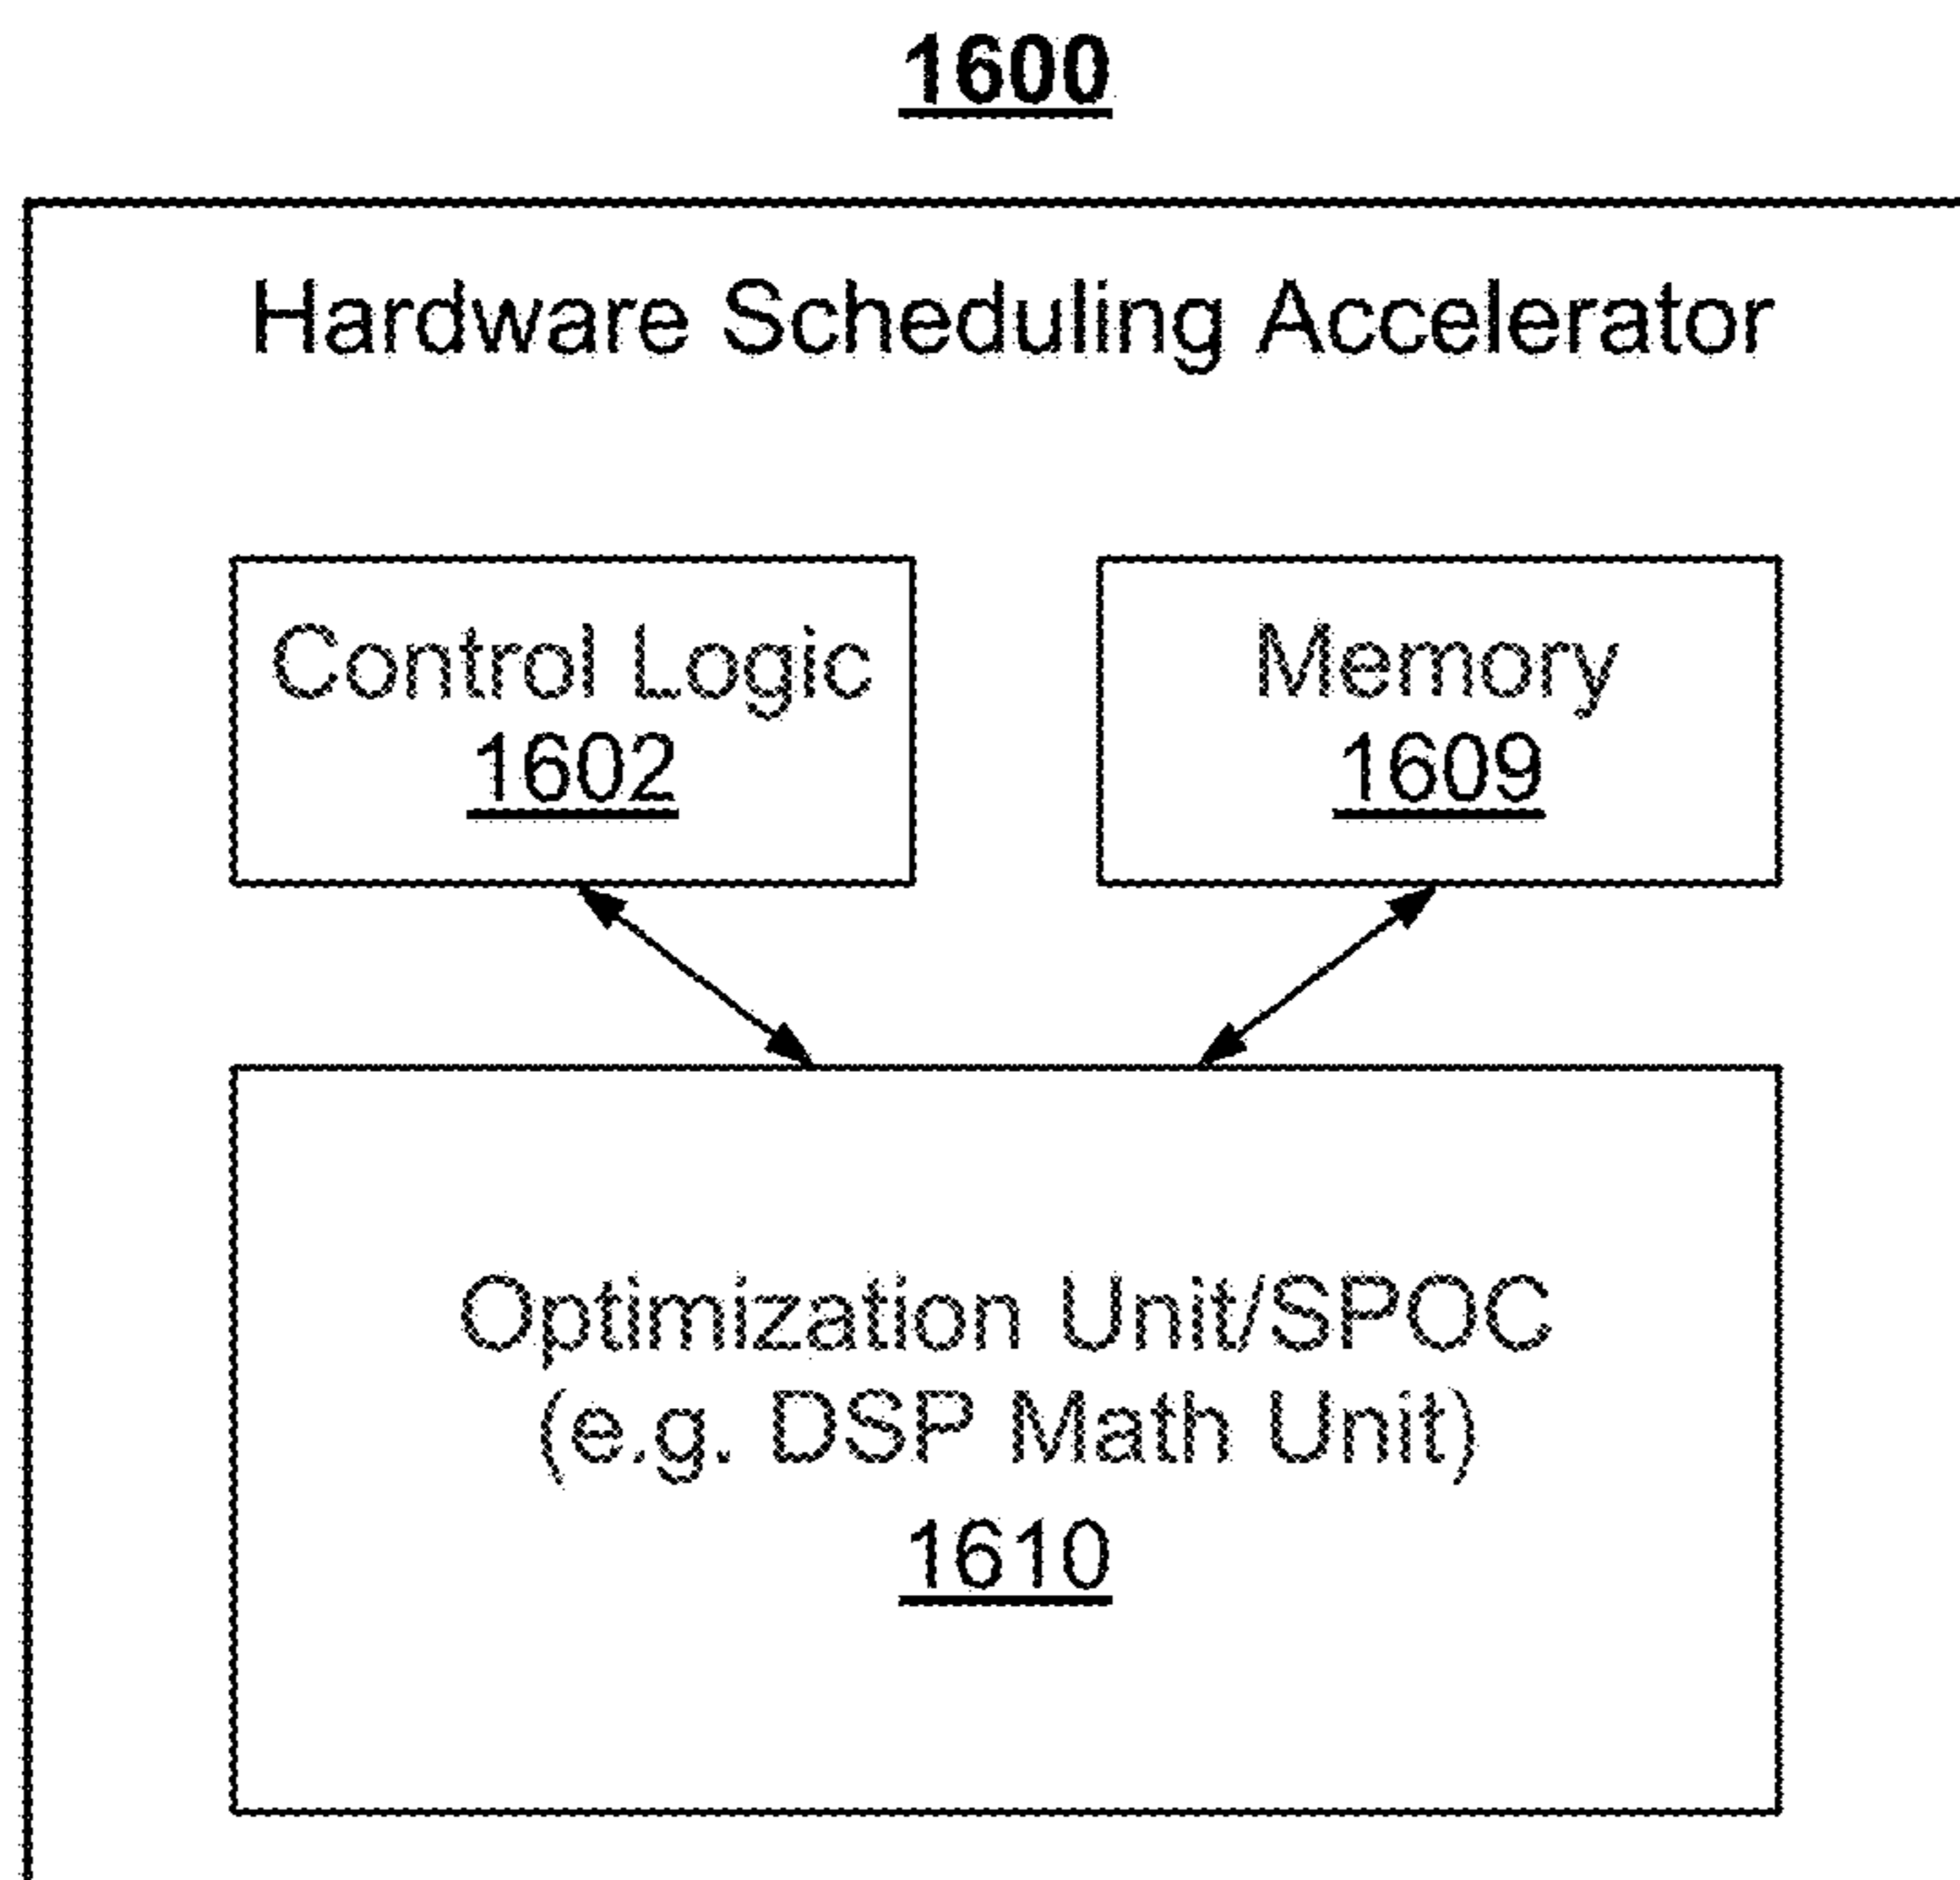 1600
Hardware Scheduling Accelerator
Control Logic
1602
Memory
1609
Optimization Unit/SPOC
(e.g. DSP Math Unit)
1610